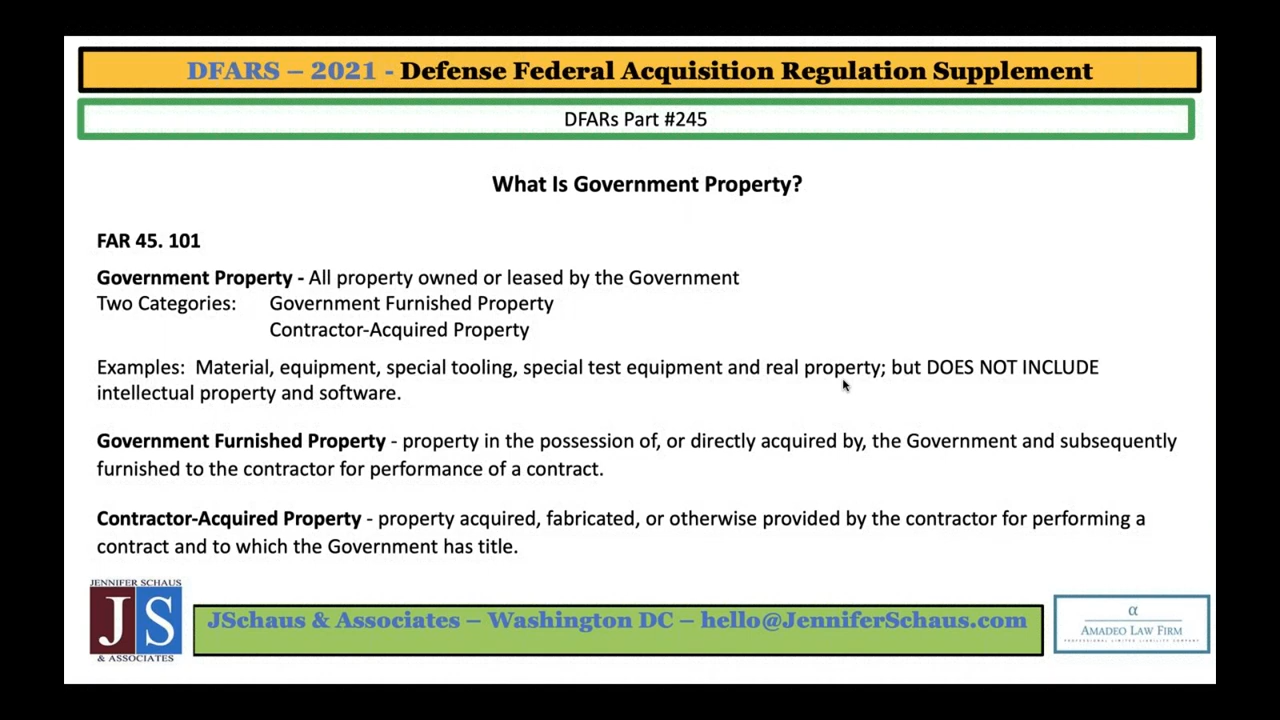 DFARS – 2021 - Defense Federal Acquisition Regulation Supplement
DFARs Part #245
What Is Government Property?
FAR 45. 101
Government Property - All property owned or leased by the Government
Two Categories: Government Furnished Property
Contractor-Acquired Property
Examples: Material, equipment, special tooling, special test equipment and real property; but DOES NOT INCLUDE
intellectual property and software.
Government Furnished Property - property in the possession of, or directly acquired by, the Government and subsequently
furnished to the contractor for performance of a contract.
Contractor-Acquired Property - property acquired, fabricated, or otherwise provided by the contractor for performing a
contract and to which the Government has title.
JENNIFER SCHAUS
JS
& ASSOCIATES
JSchaus & Associates – Washington DC – hello@JenniferSchaus.com
α
AMADEO LAW FIRM
PROFESSIONAL LIMITED LIABILITY COMPANY